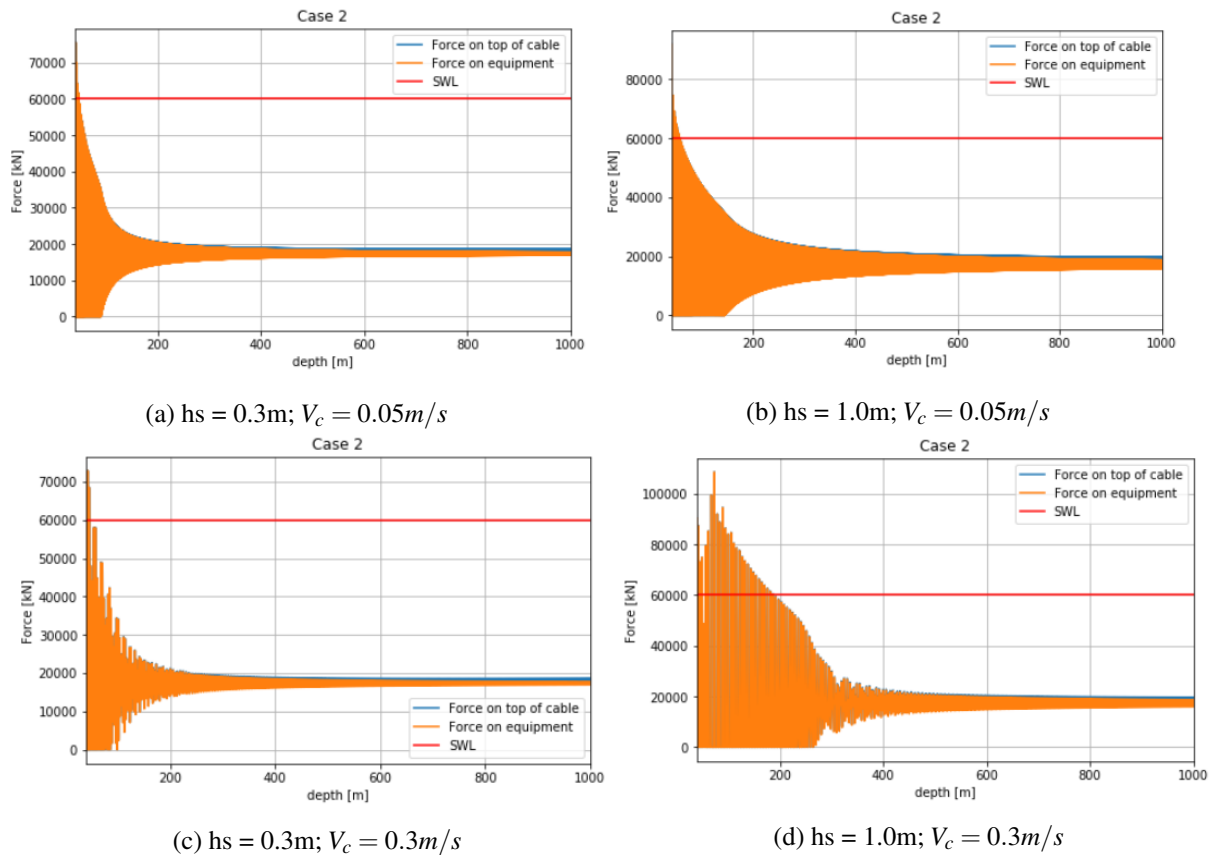 Case 2
Force on top of cable
Force on equipment
SWL
Force [kN]
70000
60000
50000
40000
30000
20000
10000
0
200
400
600
800
1000
depth [m]
(a) hs = 0.3m; V_c = 0.05m/s
Case 2
Force on top of cable
Force on equipment
SWL
Force [kN]
80000
60000
40000
20000
0
200
400
600
800
1000
depth [m]
(b) hs = 1.0m; V_c = 0.05m/s
Case 2
Force on top of cable
Force on equipment
SWL
Force [kN]
70000
60000
50000
40000
30000
20000
10000
0
200
400
600
800
1000
depth [m]
(c) hs = 0.3m; V_c = 0.3m/s
Case 2
Force on top of cable
Force on equipment
SWL
Force [kN]
100000
80000
60000
40000
20000
0
200
400
600
800
1000
depth [m]
(d) hs = 1.0m; V_c = 0.3m/s